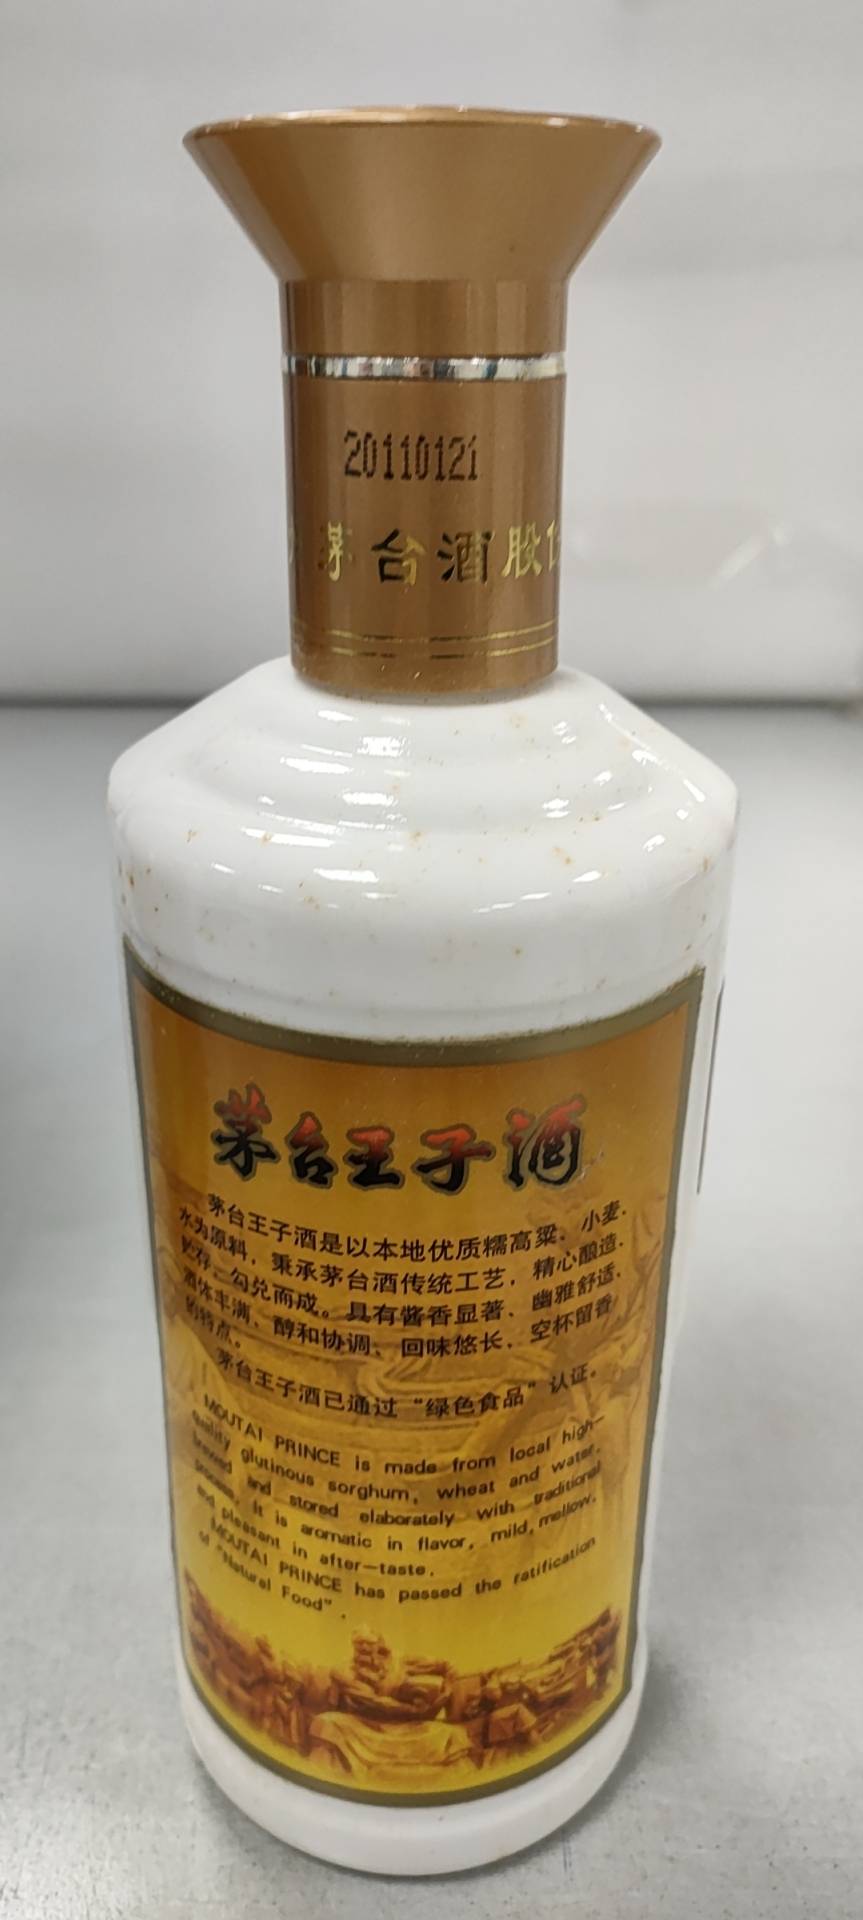 20110121
茅台酒股
茅台王子酒
茅台王子酒是以本地优质糯高粱、小麦、
水为原料，秉承茅台酒传统工艺，精心酿造、
贮存、勾兑而成。具有酱香显著、幽雅舒适、
酒体丰满、醇和协调、回味悠长、空杯留香
的特点。
茅台王子酒已通过“绿色食品”认证。
MOUTAI PRINCE is made from local high-
quality glutinous sorghum, wheat and water,
brewed and stored elaborately with traditional
process. It is aromatic in flavor, mild, mellow,
and pleasant in after-taste.
MOUTAI PRINCE has passed the ratification
of "Natural Food".